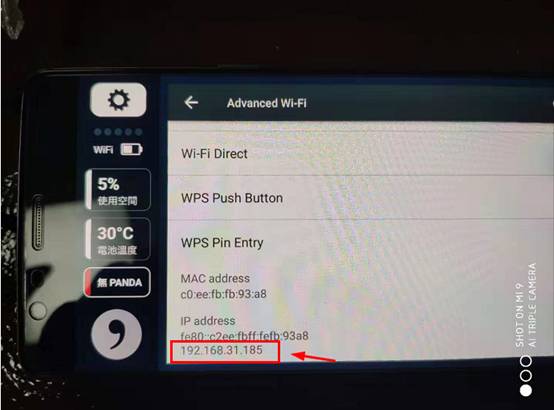 Advanced Wi-Fi
WiFi
5%
使用空間
30°C
電池溫度
無 PANDA
Wi-Fi Direct
WPS Push Button
WPS Pin Entry
MAC address
c0:ee:fb:fb:93:a8
IP address
fe80::c2ee:fbff:fefb:93a8
192.168.31.185
SHOT ON MI 9
AI TRIPLE CAMERA